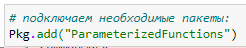 # подключаем необходимые пакеты:
Pkg.add("ParameterizedFunctions")